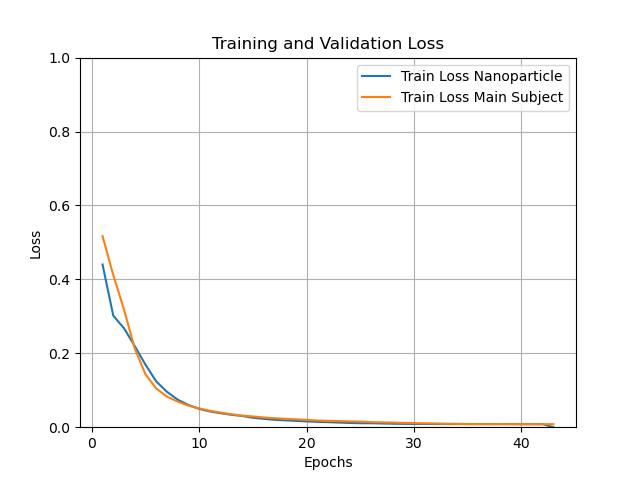 Training and Validation Loss
Train Loss Nanoparticle
Train Loss Main Subject
1.0
0.8
0.6
0.4
0.2
0.0
Loss
0 10 20 30 40
Epochs